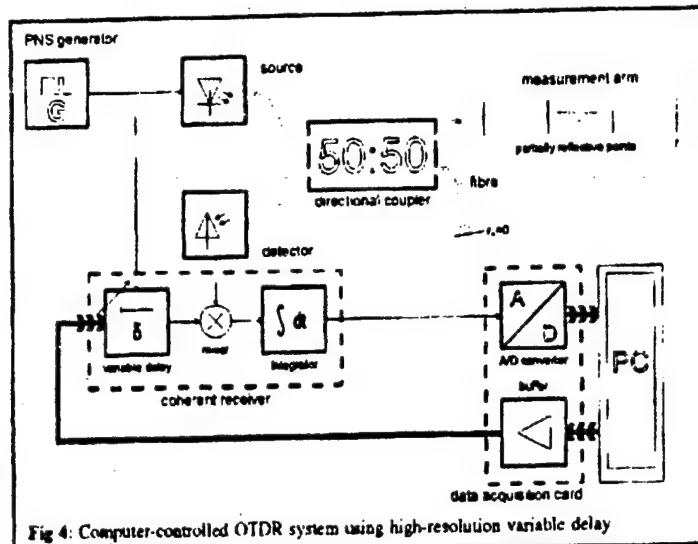 PNS generator
source
measurement arm
G
50:50
partially reflective points
fibre
directional coupler
detector
A
D
∫ dt
δ
PC
mixer
variable delay
integrator
A/D converter
coherent receiver
buffer
data acquisition card
Fig 4: Computer-controlled OTDR system using high-resolution variable delay